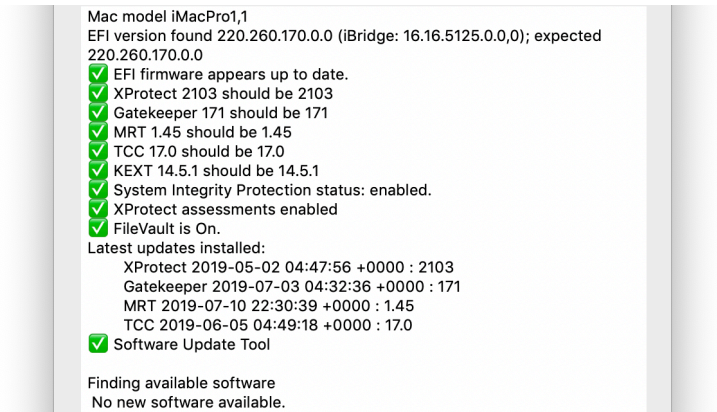 Mac model iMacPro1,1
EFI version found 220.260.170.0.0 (iBridge: 16.16.5125.0.0,0); expected
220.260.170.0.0
✅ EFI firmware appears up to date.
✅ XProtect 2103 should be 2103
✅ Gatekeeper 171 should be 171
✅ MRT 1.45 should be 1.45
✅ TCC 17.0 should be 17.0
✅ KEXT 14.5.1 should be 14.5.1
✅ System Integrity Protection status: enabled.
✅ XProtect assessments enabled
✅ FileVault is On.
Latest updates installed:
XProtect 2019-05-02 04:47:56 +0000 : 2103
Gatekeeper 2019-07-03 04:32:36 +0000 : 171
MRT 2019-07-10 22:30:39 +0000 : 1.45
TCC 2019-06-05 04:49:18 +0000 : 17.0
✅ Software Update Tool
Finding available software
No new software available.